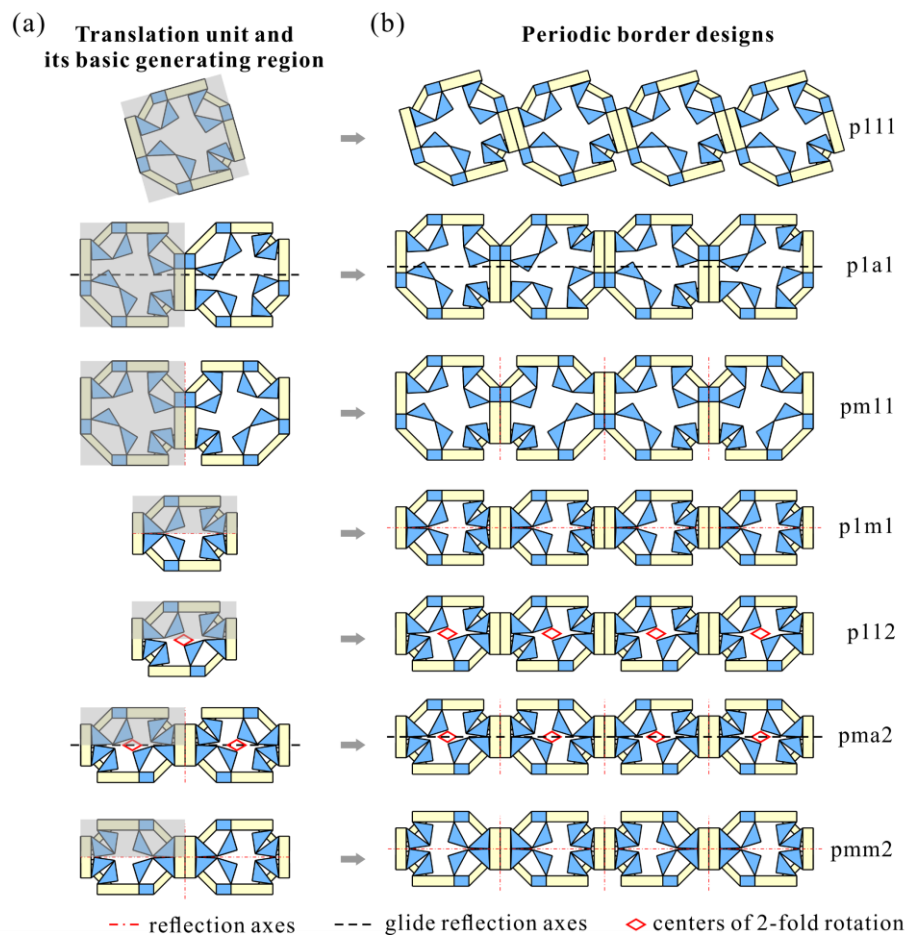 (a)
(b)
Translation unit and
its basic generating region
Periodic border designs
p111
p1a1
pm11
p1m1
p112
pma2
pmm2
reflection axes
glide reflection axes
centers of 2-fold rotation